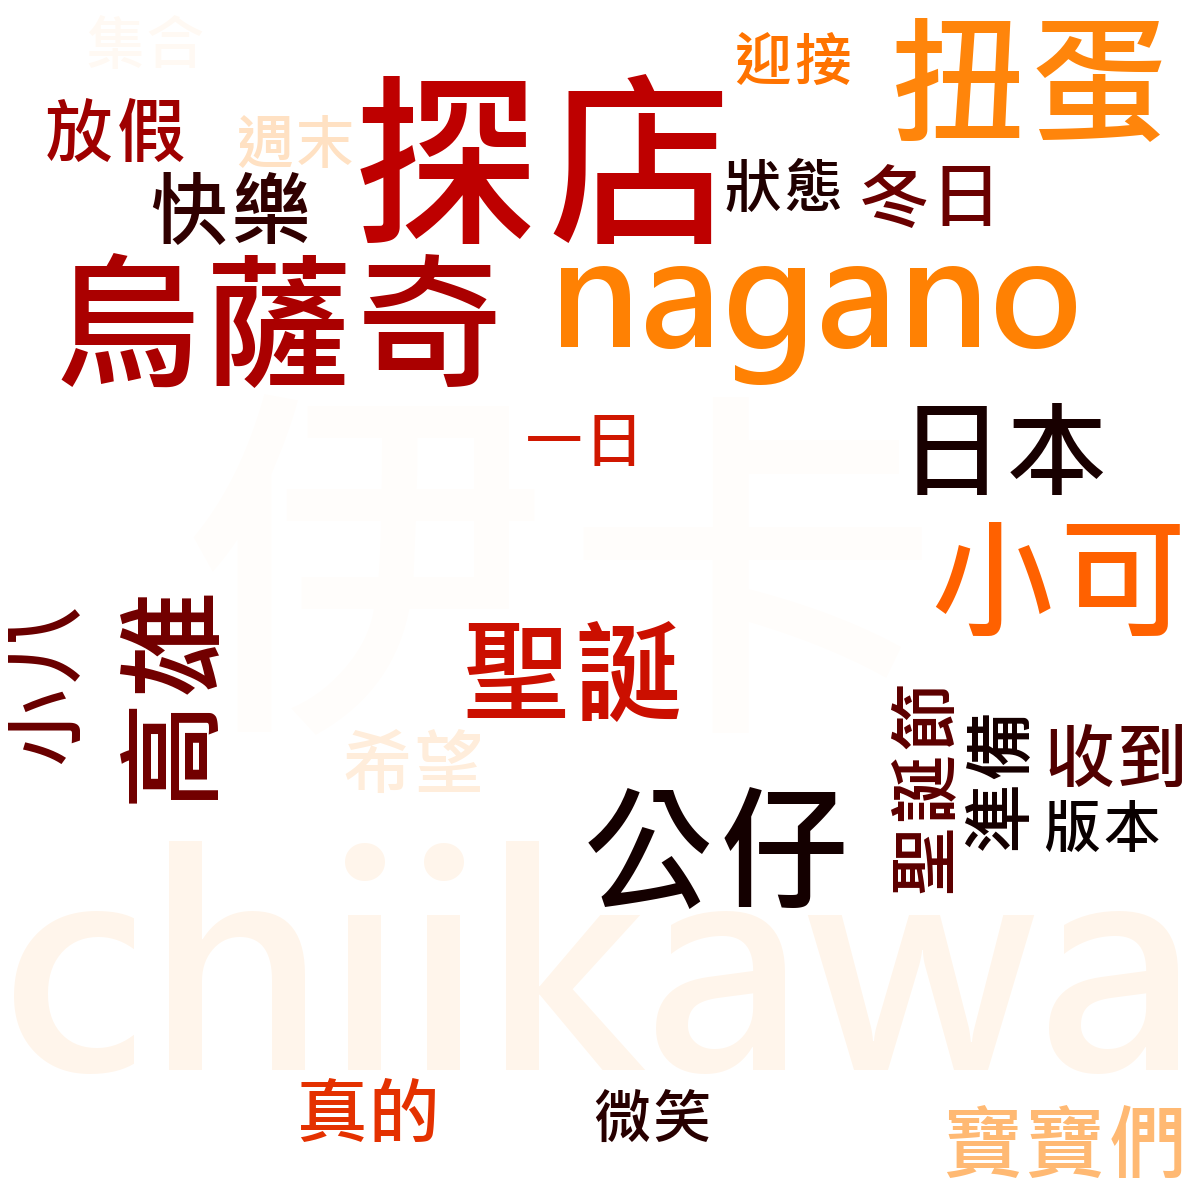 集合
迎接
扭蛋
放假
週末
探店
快樂
狀態
冬日
烏薩奇
nagano
伊卡
一日
日本
小可
小八
高雄
聖誕
聖誕節
準備
收到
版本
希望
公仔
chiikawa
真的
微笑
寶寶們